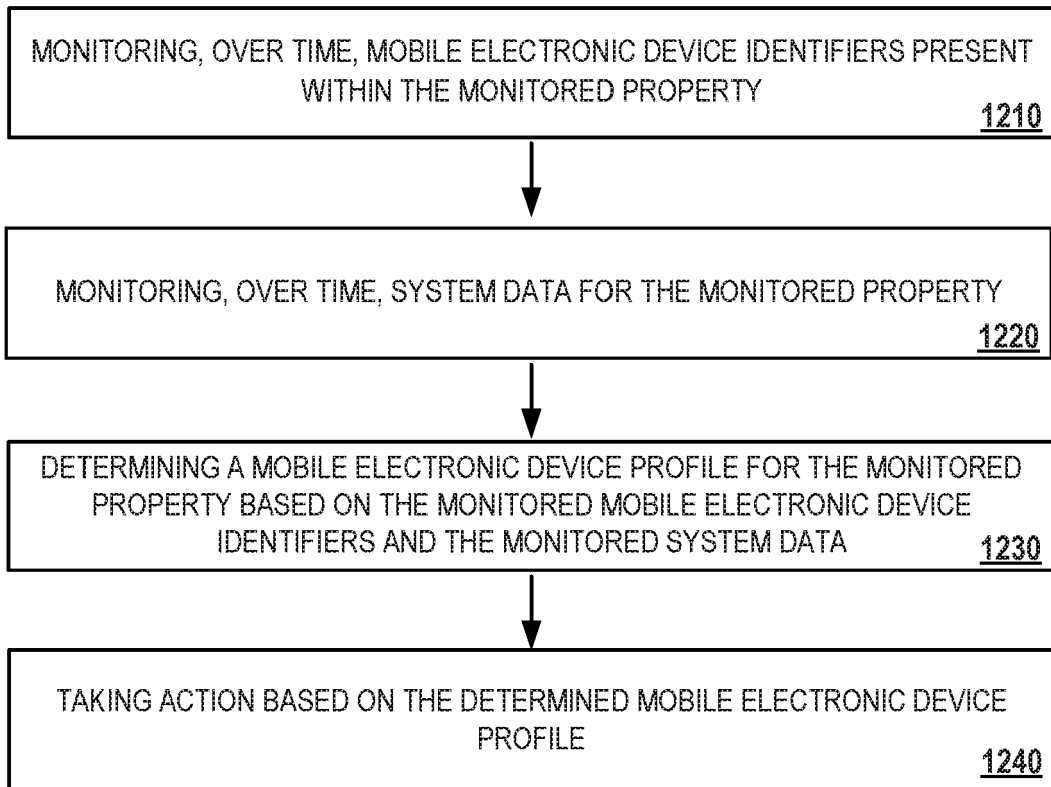 MONITORING, OVER TIME, MOBILE ELECTRONIC DEVICE IDENTIFIERS PRESENT
WITHIN THE MONITORED PROPERTY
1210
MONITORING, OVER TIME, SYSTEM DATA FOR THE MONITORED PROPERTY
1220
DETERMINING A MOBILE ELECTRONIC DEVICE PROFILE FOR THE MONITORED
PROPERTY BASED ON THE MONITORED MOBILE ELECTRONIC DEVICE
IDENTIFIERS AND THE MONITORED SYSTEM DATA
1230
TAKING ACTION BASED ON THE DETERMINED MOBILE ELECTRONIC DEVICE
PROFILE
1240